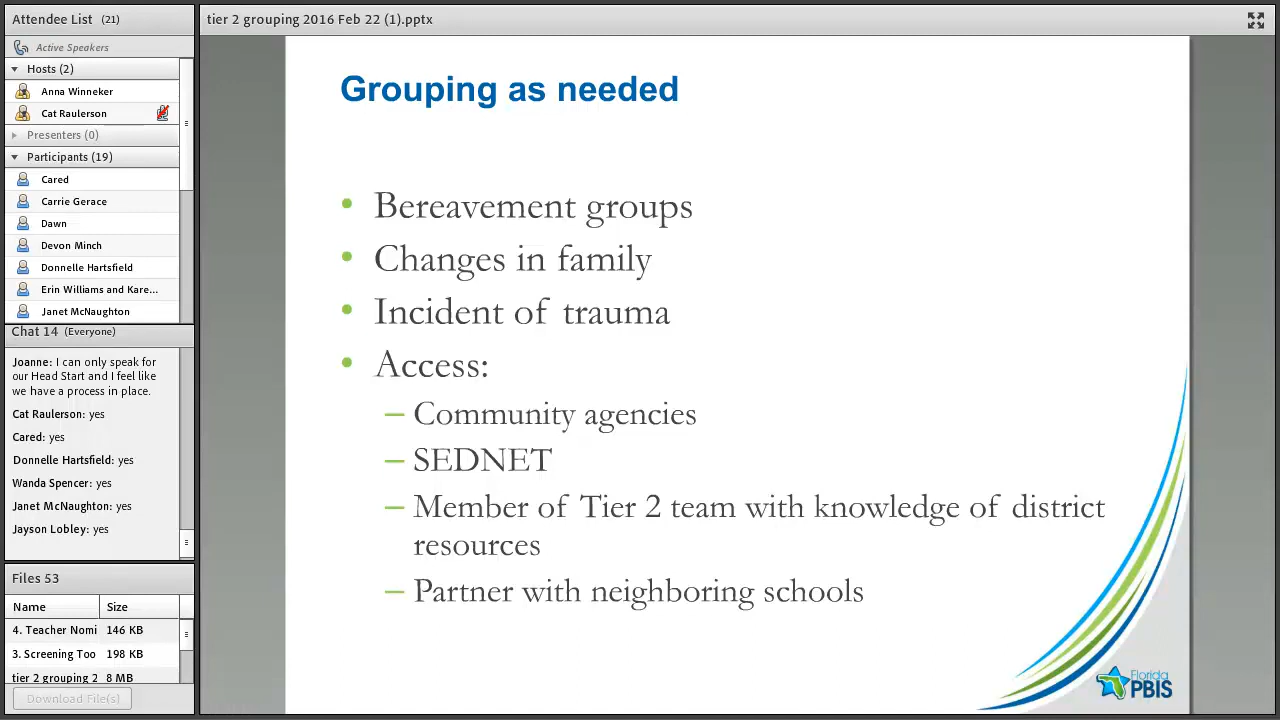 Attendee List (21)
Active Speakers
Hosts (2)
Anna Winneker
Cat Raulerson
Presenters (0)
Participants (19)
Cared
Carrie Gerace
Dawn
Devon Minch
Donnelle Hartsfield
Erin Williams and Kare...
Janet McNaughton
Chat 14 (Everyone)
Joanne: I can only speak for
our Head Start and I feel like
we have a process in place.
Cat Raulerson: yes
Cared: yes
Donnelle Hartsfield: yes
Wanda Spencer: yes
Janet McNaughton: yes
Jayson Lobley: yes
Files 53
Name Size
4. Teacher Nomi 146 KB
3. Screening Too 198 KB
tier 2 grouping 2 8 MB
Download File(s)
tier 2 grouping 2016 Feb 22 (1).pptx
Grouping as needed
• Bereavement groups
• Changes in family
• Incident of trauma
• Access:
– Community agencies
– SEDNET
– Member of Tier 2 team with knowledge of district
resources
– Partner with neighboring schools
Florida
PBIS